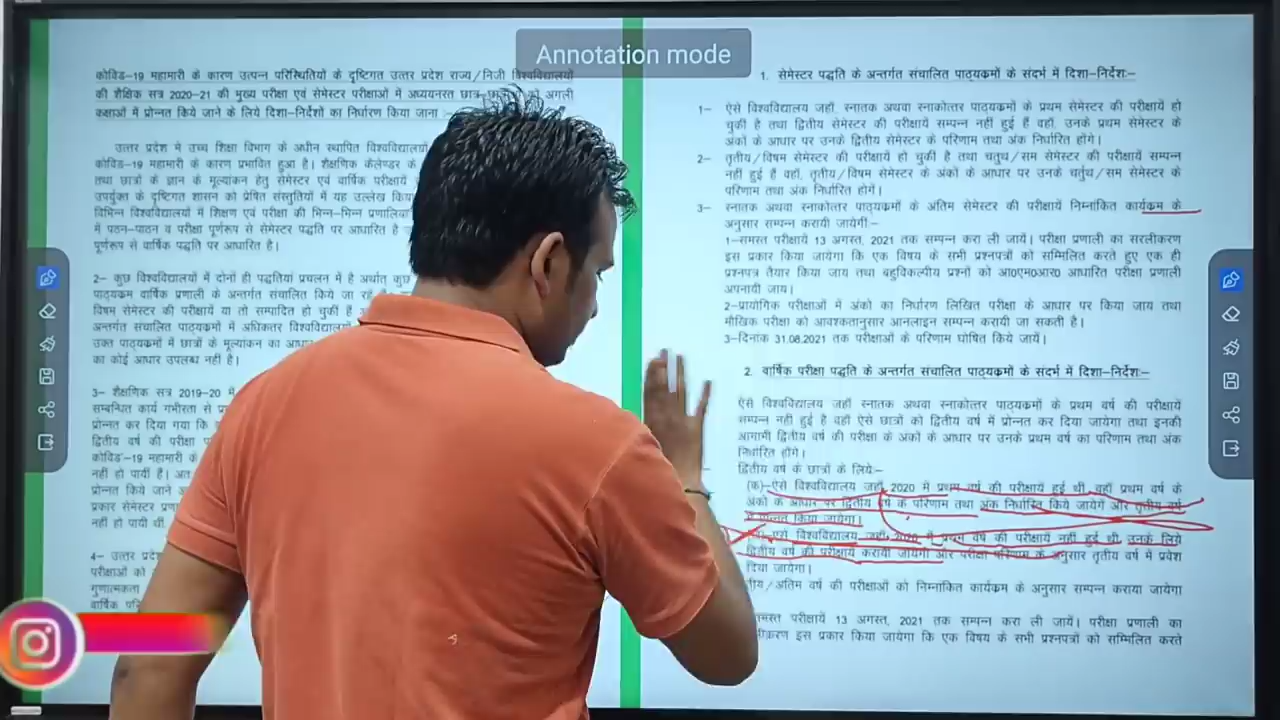 Annotation mode
कोविड-19 महामारी के कारण उत्पन्न परिस्थितियों के दृष्टिगत उत्तर प्रदेश राज्य/निजी विश्वविद्यालयों
की शैक्षिक सत्र 2020-21 की मुख्य परीक्षा एवं सेमेस्टर परीक्षाओं में अध्ययनरत को अगली
कक्षाओं में प्रोन्नत किये जाने के लिये दिशा-निर्देशों का निर्धारण किया जाना
उत्तर प्रदेश में उच्च शिक्षा विभाग के अधीन स्थापित विश्वविद्यालयों
कोविड-19 महामारी के कारण प्रभावित हुआ है। शैक्षणिक कैलेण्डर के
तथा छात्रों के ज्ञान के मूल्यांकन हेतु सेमेस्टर एवं वार्षिक परीक्षायें
उपर्युक्त के दृष्टिगत शासन को प्रेषित संस्तुतियों में यह उल्लेख
विभिन्न विश्वविद्यालयों में शिक्षण एवं परीक्षा की भिन्न-भिन्न
में पठन-पाठन व परीक्षा पूर्णरूप से सेमेस्टर पद्धति पर आधारित है
पूर्णरूप से वार्षिक पद्धति पर आधारित है।
2- कुछ विश्वविद्यालयों में दोनों ही पद्धतियां प्रचलन में है अर्थात् कुछ
पाठ्यक्रम वार्षिक प्रणाली के अन्तर्गत संचालित किये जा रहे
विषम सेमेस्टर की परीक्षायें या तो सम्पादित हो चुकीं हैं
अन्तर्गत संचालित पाठ्यक्रमों में अधिकतर
उक्त पाठ्यक्रमों में छात्रों के मूल्यांकन का
का कोई आधार उपलब्ध नहीं है।
3- शैक्षणिक सत्र 2019-20 में
सम्बन्धित कार्य गभीरता से
प्रोन्नत कर दिया गया कि
द्वितीय वर्ष की परीक्षा
कोविड-19 महामारी के
नहीं हो पायीं हैं।
प्रोन्नत किये जाने
प्रकार सेमेस्टर
नहीं हो पायी थी
4- उत्तर प्रदेश
परीक्षाओं को
गुणात्मकता
वार्षिक
1. सेमेस्टर पद्धति के अन्तर्गत संचालित पाठ्यक्रमों के संदर्भ में दिशा-निर्देश:-
1- ऐसे विश्वविद्यालय जहाँ, स्नातक अथवा स्नाकोत्तर पाठ्यक्रमों के प्रथम सेमेस्टर की परीक्षायें हो
चुकी है तथा द्वितीय सेमेस्टर की परीक्षायें सम्पन्न नहीं हुई हैं वहाँ, उनके प्रथम सेमेस्टर के
अंकों के आधार पर उनके द्वितीय सेमेस्टर के परिणाम तथा अंक निर्धारित होंगे।
2- तृतीय/विषम सेमेस्टर की परीक्षायें हो चुकी है तथा चतुर्थ/सम सेमेस्टर की परीक्षायें सम्पन्न
नहीं हुई हैं वहाँ, तृतीय/विषम सेमेस्टर के अंकों के आधार पर उनके चर्तुथ/सम सेमेस्टर के
परिणाम तथा अंक निर्धारित होंगें।
3- स्नातक अथवा स्नाकोत्तर पाठ्यक्रमों के अंतिम सेमेस्टर की परीक्षायें निम्नांकित कार्यक्रम के
अनुसार सम्पन्न करायी जायेंगी:-
1-समस्त परीक्षायें 13 अगस्त, 2021 तक सम्पन्न करा ली जायें। परीक्षा प्रणाली का सरलीकरण
इस प्रकार किया जायेगा कि एक विषय के सभी प्रश्नपत्रों को सम्मिलित करते हुए एक ही
प्रश्नपत्र तैयार किया जाय तथा बहुविकल्पीय प्रश्नों को आ0एम0आर0 आधारित परीक्षा प्रणाली
अपनायी जाय।
2-प्रायोगिक परीक्षाओं में अंको का निर्धारण लिखित परीक्षा के आधार पर किया जाय तथा
मौखिक परीक्षा को आवश्कतानुसार आनलाइन सम्पन्न करायी जा सकती है।
3-दिनांक 31.08.2021 तक परीक्षाओं के परिणाम घोषित किये जायें।
2. वार्षिक परीक्षा पद्धति के अन्तर्गत संचालित पाठ्यक्रमों के संदर्भ में दिशा-निर्देश:-
ऐसे विश्वविद्यालय जहाँ स्नातक अथवा स्नाकोत्तर पाठ्यक्रमों के प्रथम वर्ष की परीक्षायें
सम्पन्न नहीं हुई है वहाँ ऐसे छात्रों को द्वितीय वर्ष में प्रोन्नत कर दिया जायेगा तथा इनकी
आगामी द्वितीय वर्ष की परीक्षा के अंकों के आधार पर उनके प्रथम वर्ष का परिणाम तथा अंक
निर्धारित होंगे।
द्वितीय वर्ष के छात्रों के लिये:-
(क)-ऐसे विश्वविद्यालय जहाँ 2020 में प्रथम वर्ष की परीक्षायें हुई थीं, वहाँ प्रथम वर्ष के
अंकों के आधार पर द्वितीय वर्ष के परिणाम तथा अंक निर्धारित किये जायेंगे और तृतीय वर्ष
में प्रोन्नत किया जायेगा।
ऐसे विश्वविद्यालय जहाँ 2020 में प्रथम वर्ष की परीक्षायें नहीं हुई थीं, उनके लिये
द्वितीय वर्ष की परीक्षायें करायी जायेंगी और परीक्षा परिणाम के अनुसार तृतीय वर्ष में प्रवेश
दिया जायेगा।
/अंतिम वर्ष की परीक्षाओं को निम्नांकित कार्यक्रम के अनुसार सम्पन्न कराया जायेगा
परीक्षायें 13 अगस्त, 2021 तक सम्पन्न करा ली जायें। परीक्षा प्रणाली का
इस प्रकार किया जायेगा कि एक विषय के सभी प्रश्नपत्रों को सम्मिलित करते